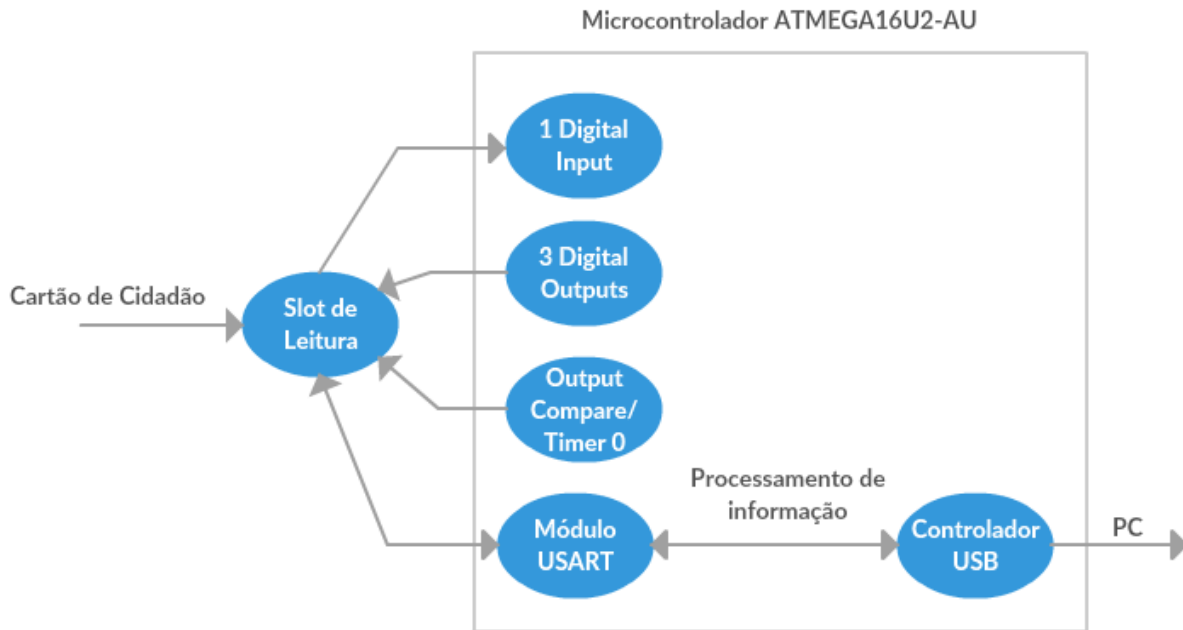 Microcontrolador ATMEGA16U2-AU
1 Digital
Input
3 Digital
Outputs
Cartão de Cidadão
Slot de
Leitura
Output
Compare/
Timer 0
Processamento de
informação
Módulo
USART
Controlador
USB
PC